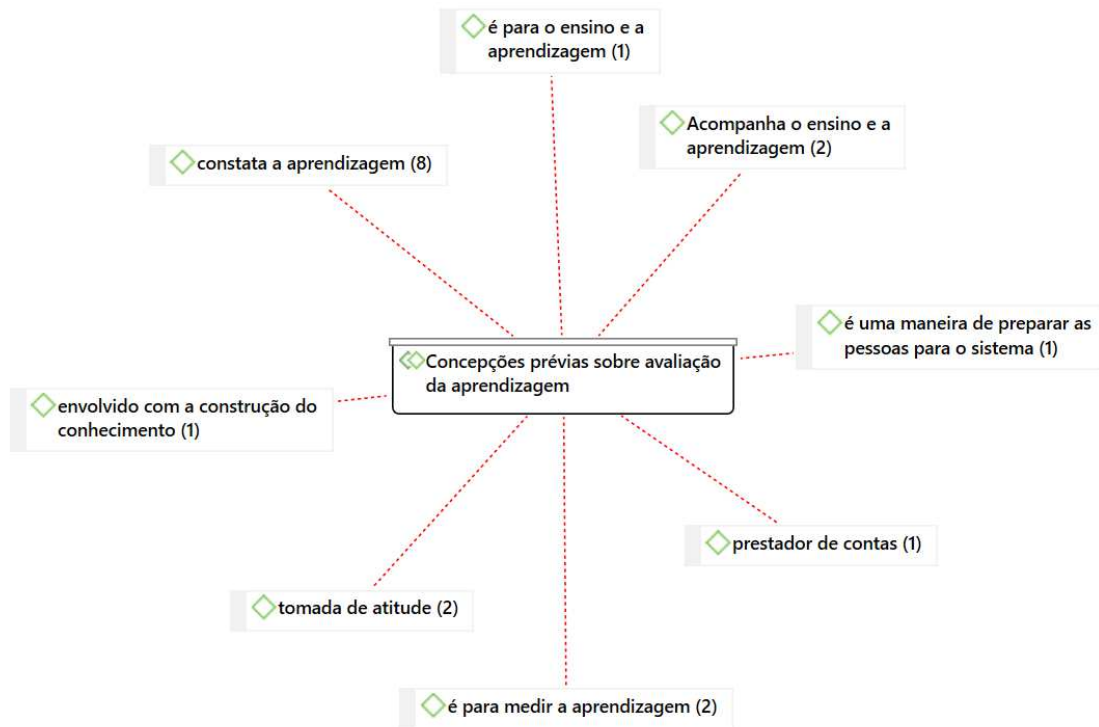 é para o ensino e a
aprendizagem (1)
Acompanha o ensino e a
aprendizagem (2)
constata a aprendizagem (8)
é uma maneira de preparar as
pessoas para o sistema (1)
Concepções prévias sobre avaliação
da aprendizagem
envolvido com a construção do
conhecimento (1)
prestador de contas (1)
tomada de atitude (2)
é para medir a aprendizagem (2)